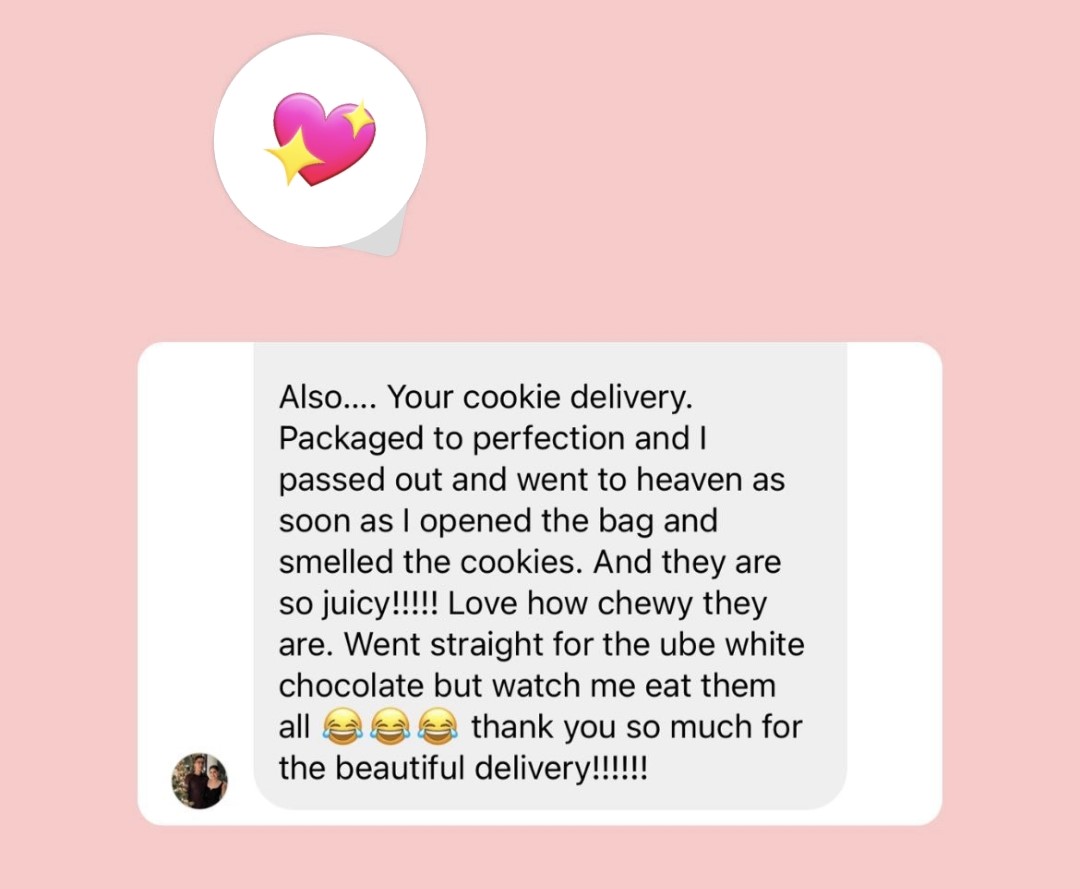 Also.... Your cookie delivery.
Packaged to perfection and I
passed out and went to heaven as
soon as I opened the bag and
smelled the cookies. And they are
so juicy!!!!! Love how chewy they
are. Went straight for the ube white
chocolate but watch me eat them
all 😂😂😂 thank you so much for
the beautiful delivery!!!!!!